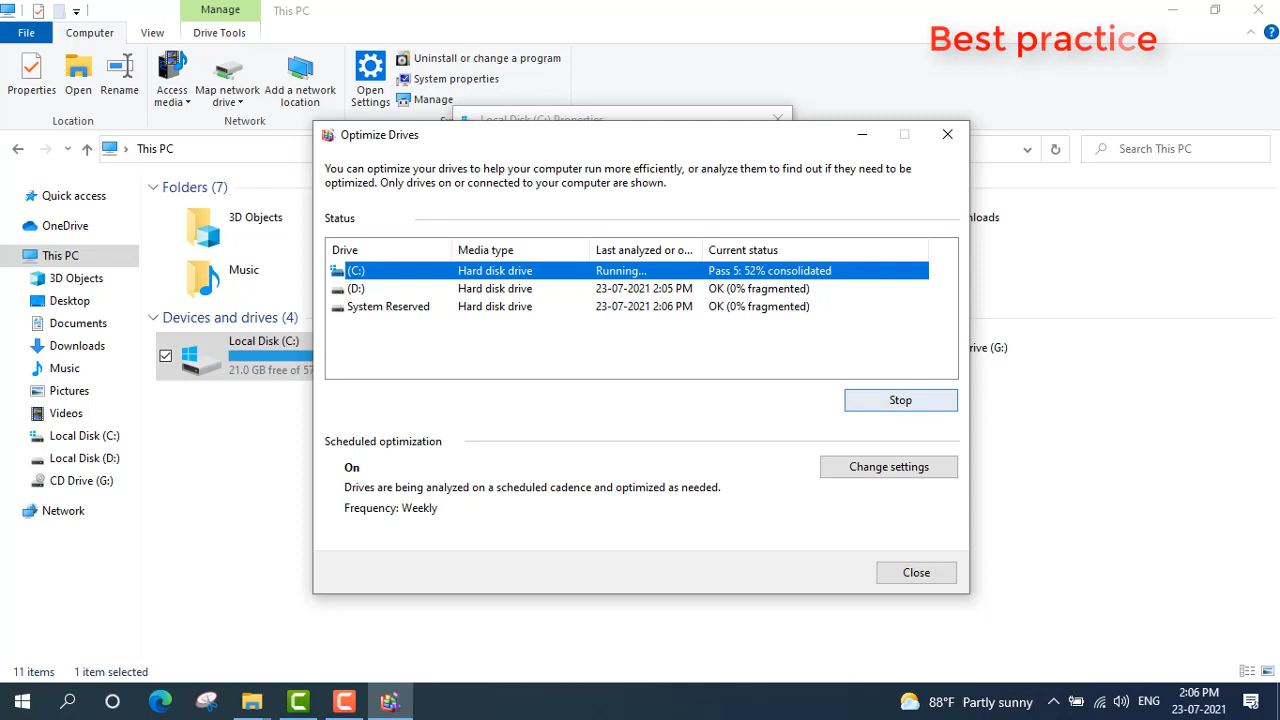 Manage
This PC
Best practice
File
Computer
View
Drive Tools
Properties
Open
Rename
Access media
Map network drive
Add a network location
Open Settings
Uninstall or change a program
System properties
Manage
Location
Network
Local Disk (C:) Properties
This PC
Search This PC
Quick access
OneDrive
This PC
3D Objects
Desktop
Documents
Downloads
Music
Pictures
Videos
Local Disk (C:)
Local Disk (D:)
CD Drive (G:)
Network
Folders (7)
3D Objects
Music
nloads
Devices and drives (4)
Local Disk (C:)
21.0 GB free of 57
rive (G:)
Optimize Drives
You can optimize your drives to help your computer run more efficiently, or analyze them to find out if they need to be
optimized. Only drives on or connected to your computer are shown.
Status
Drive Media type Last analyzed or o... Current status
(C:) Hard disk drive Running... Pass 5: 52% consolidated
(D:) Hard disk drive 23-07-2021 2:05 PM OK (0% fragmented)
System Reserved Hard disk drive 23-07-2021 2:06 PM OK (0% fragmented)
Stop
Scheduled optimization
On
Change settings
Drives are being analyzed on a scheduled cadence and optimized as needed.
Frequency: Weekly
Close
11 items 1 item selected
88°F Partly sunny
ENG
2:06 PM
23-07-2021